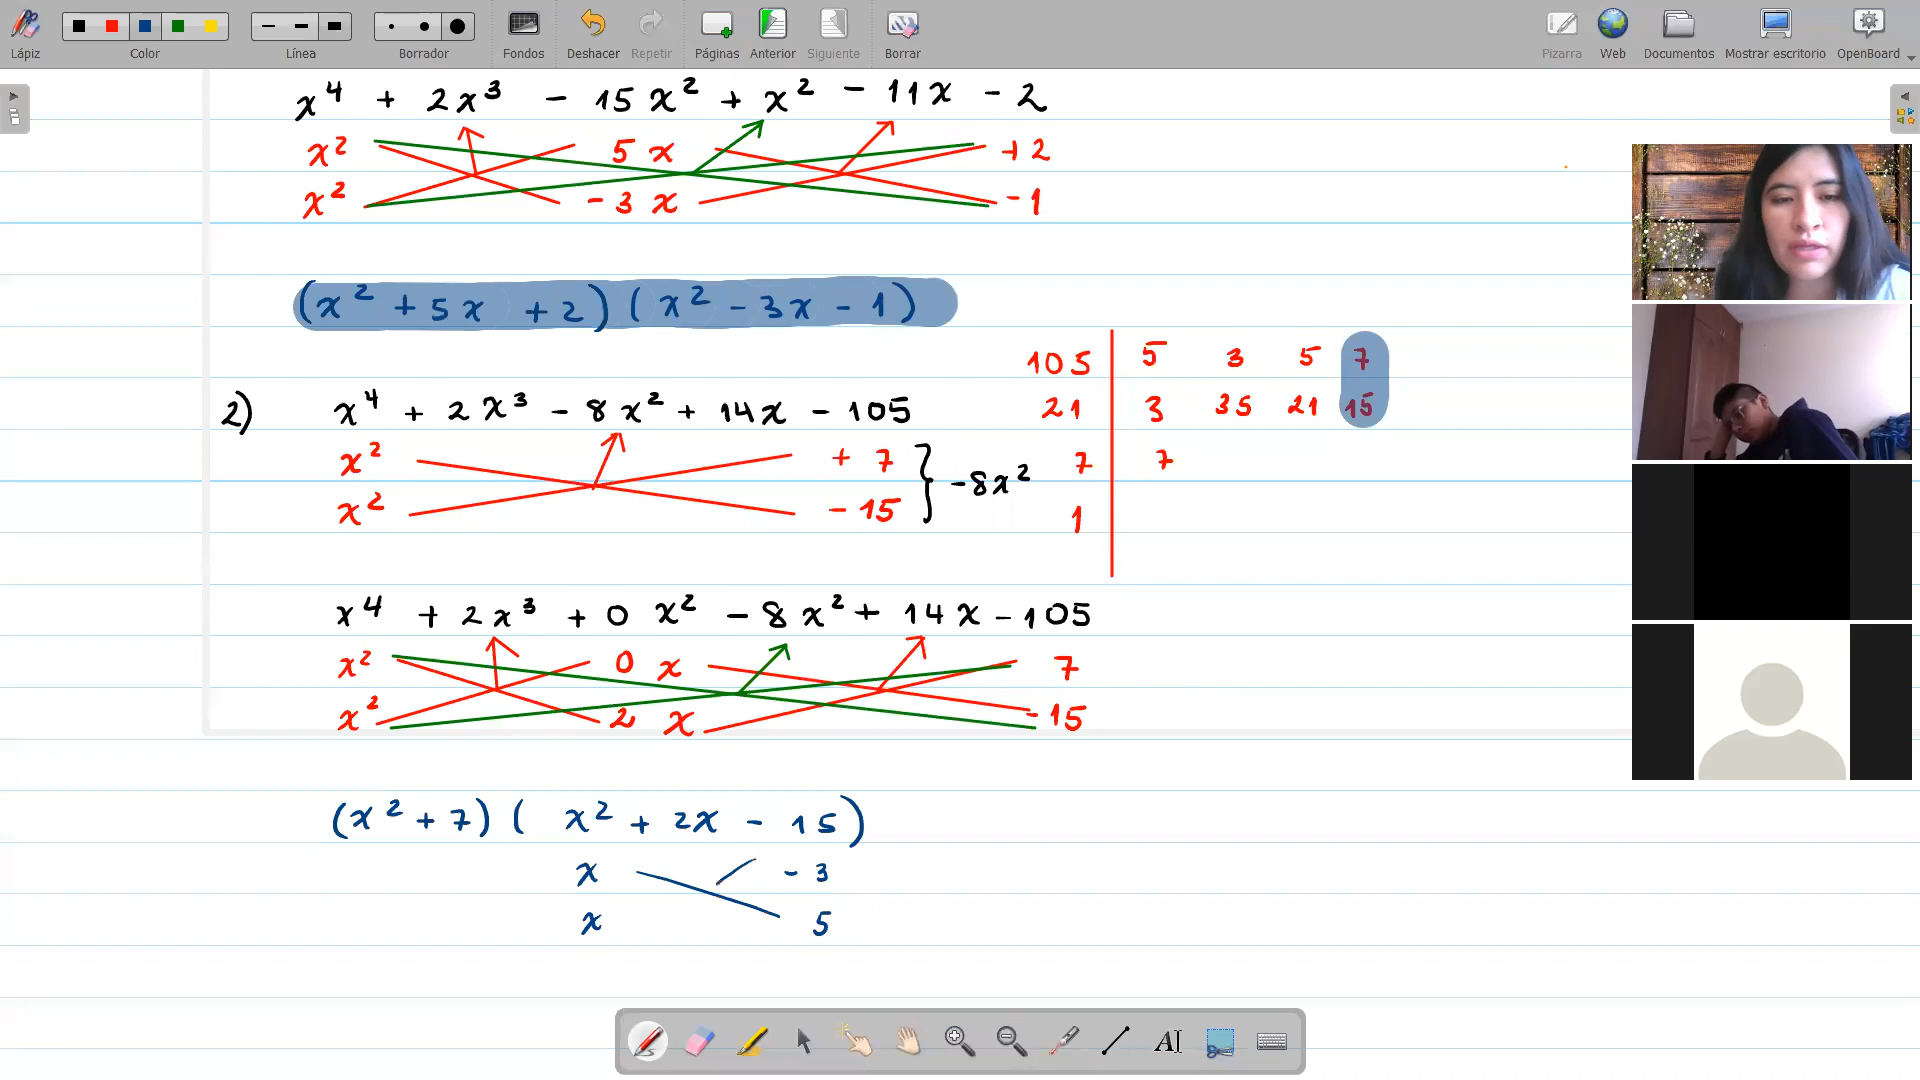 Lápiz Color Línea Borrador Fondos Deshacer Repetir Páginas Anterior Siguiente Borrar Pizarra Web Documentos Mostrar escritorio OpenBoard
x⁴ + 2x³ - 15x² + x² - 11x - 2
x² 5x +2
x² -3x -1
(x² + 5x + 2)(x² - 3x - 1)
105 | 5 3 5 7
2) x⁴ + 2x³ - 8x² + 14x - 105
21 | 3 35 21 15
x² + 7
7 | 7
} -8x²
x² - 15
1
x⁴ + 2x³ + 0x² - 8x² + 14x - 105
x² 0x 7
x² 2x -15
(x² + 7)( x² + 2x - 15)
x - 3
x 5